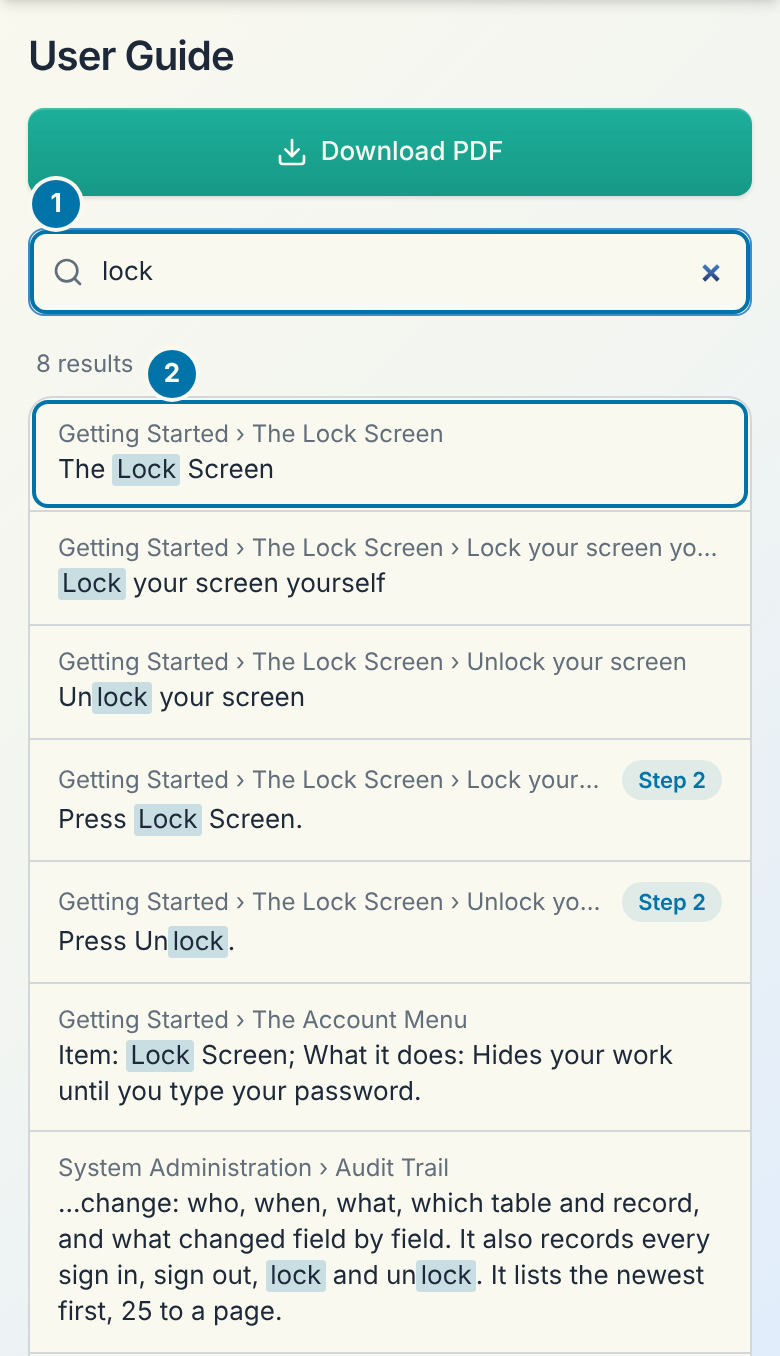 User Guide
Download PDF
1
lock
8 results
2
Getting Started › The Lock Screen
The Lock Screen
Getting Started › The Lock Screen › Lock your screen yo...
Lock your screen yourself
Getting Started › The Lock Screen › Unlock your screen
Unlock your screen
Getting Started › The Lock Screen › Lock your... Step 2
Press Lock Screen.
Getting Started › The Lock Screen › Unlock yo... Step 2
Press Unlock.
Getting Started › The Account Menu
Item: Lock Screen; What it does: Hides your work
until you type your password.
System Administration › Audit Trail
...change: who, when, what, which table and record,
and what changed field by field. It also records every
sign in, sign out, lock and unlock. It lists the newest
first, 25 to a page.